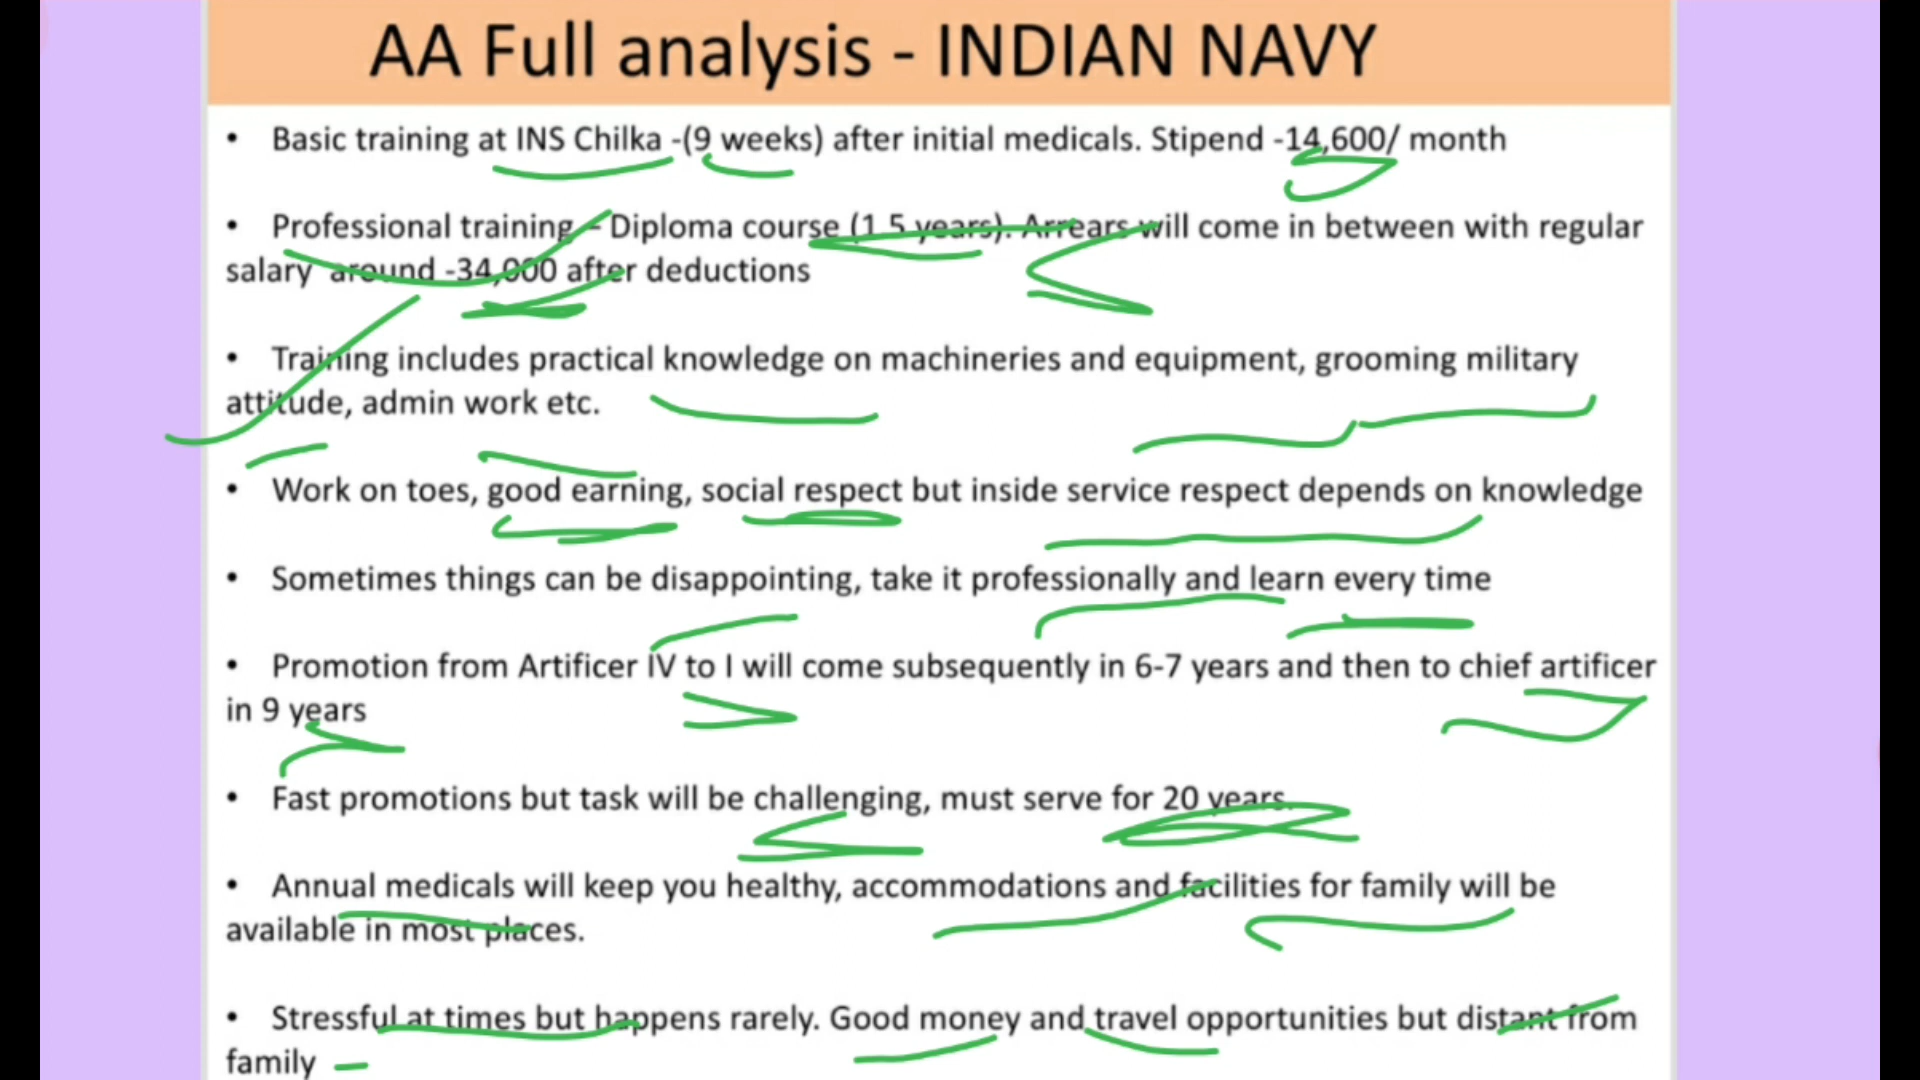 AA Full analysis - INDIAN NAVY
• Basic training at INS Chilka -(9 weeks) after initial medicals. Stipend -14,600/ month
• Professional training - Diploma course (1.5 years). Arrears will come in between with regular
salary around -34,000 after deductions
• Training includes practical knowledge on machineries and equipment, grooming military
attitude, admin work etc.
• Work on toes, good earning, social respect but inside service respect depends on knowledge
• Sometimes things can be disappointing, take it professionally and learn every time
• Promotion from Artificer IV to I will come subsequently in 6-7 years and then to chief artificer
in 9 years
• Fast promotions but task will be challenging, must serve for 20 years.
• Annual medicals will keep you healthy, accommodations and facilities for family will be
available in most places.
• Stressful at times but happens rarely. Good money and travel opportunities but distant from
family